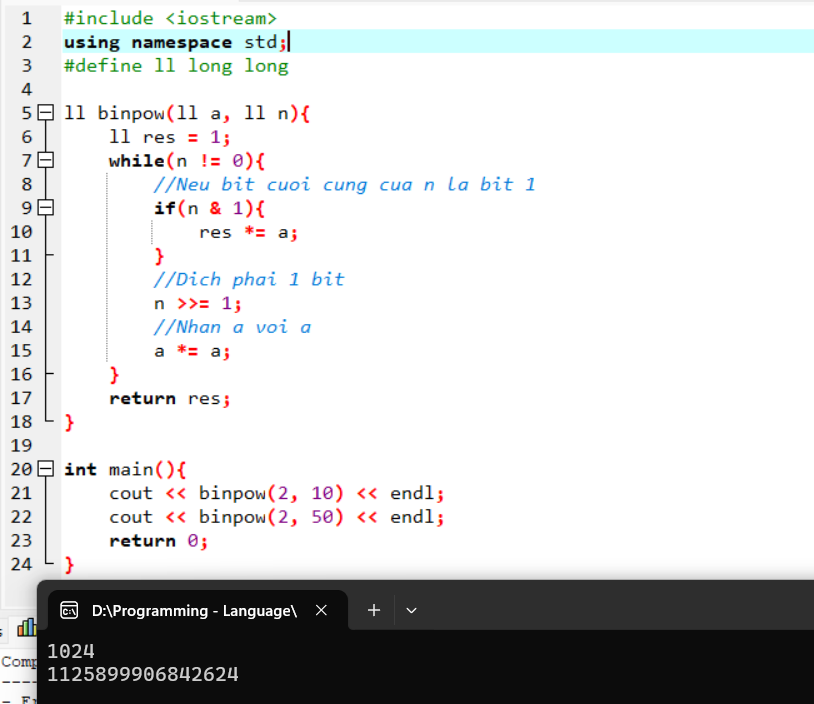 1 #include <iostream>
2 using namespace std;
3 #define ll long long
4
5 ll binpow(ll a, ll n){
6     ll res = 1;
7     while(n != 0){
8         //Neu bit cuoi cung cua n la bit 1
9         if(n & 1){
10             res *= a;
11         }
12         //Dich phai 1 bit
13         n >>= 1;
14         //Nhan a voi a
15         a *= a;
16     }
17     return res;
18 }
19
20 int main(){
21     cout << binpow(2, 10) << endl;
22     cout << binpow(2, 50) << endl;
23     return 0;
24 }
D:\Programming - Language\
1024
1125899906842624